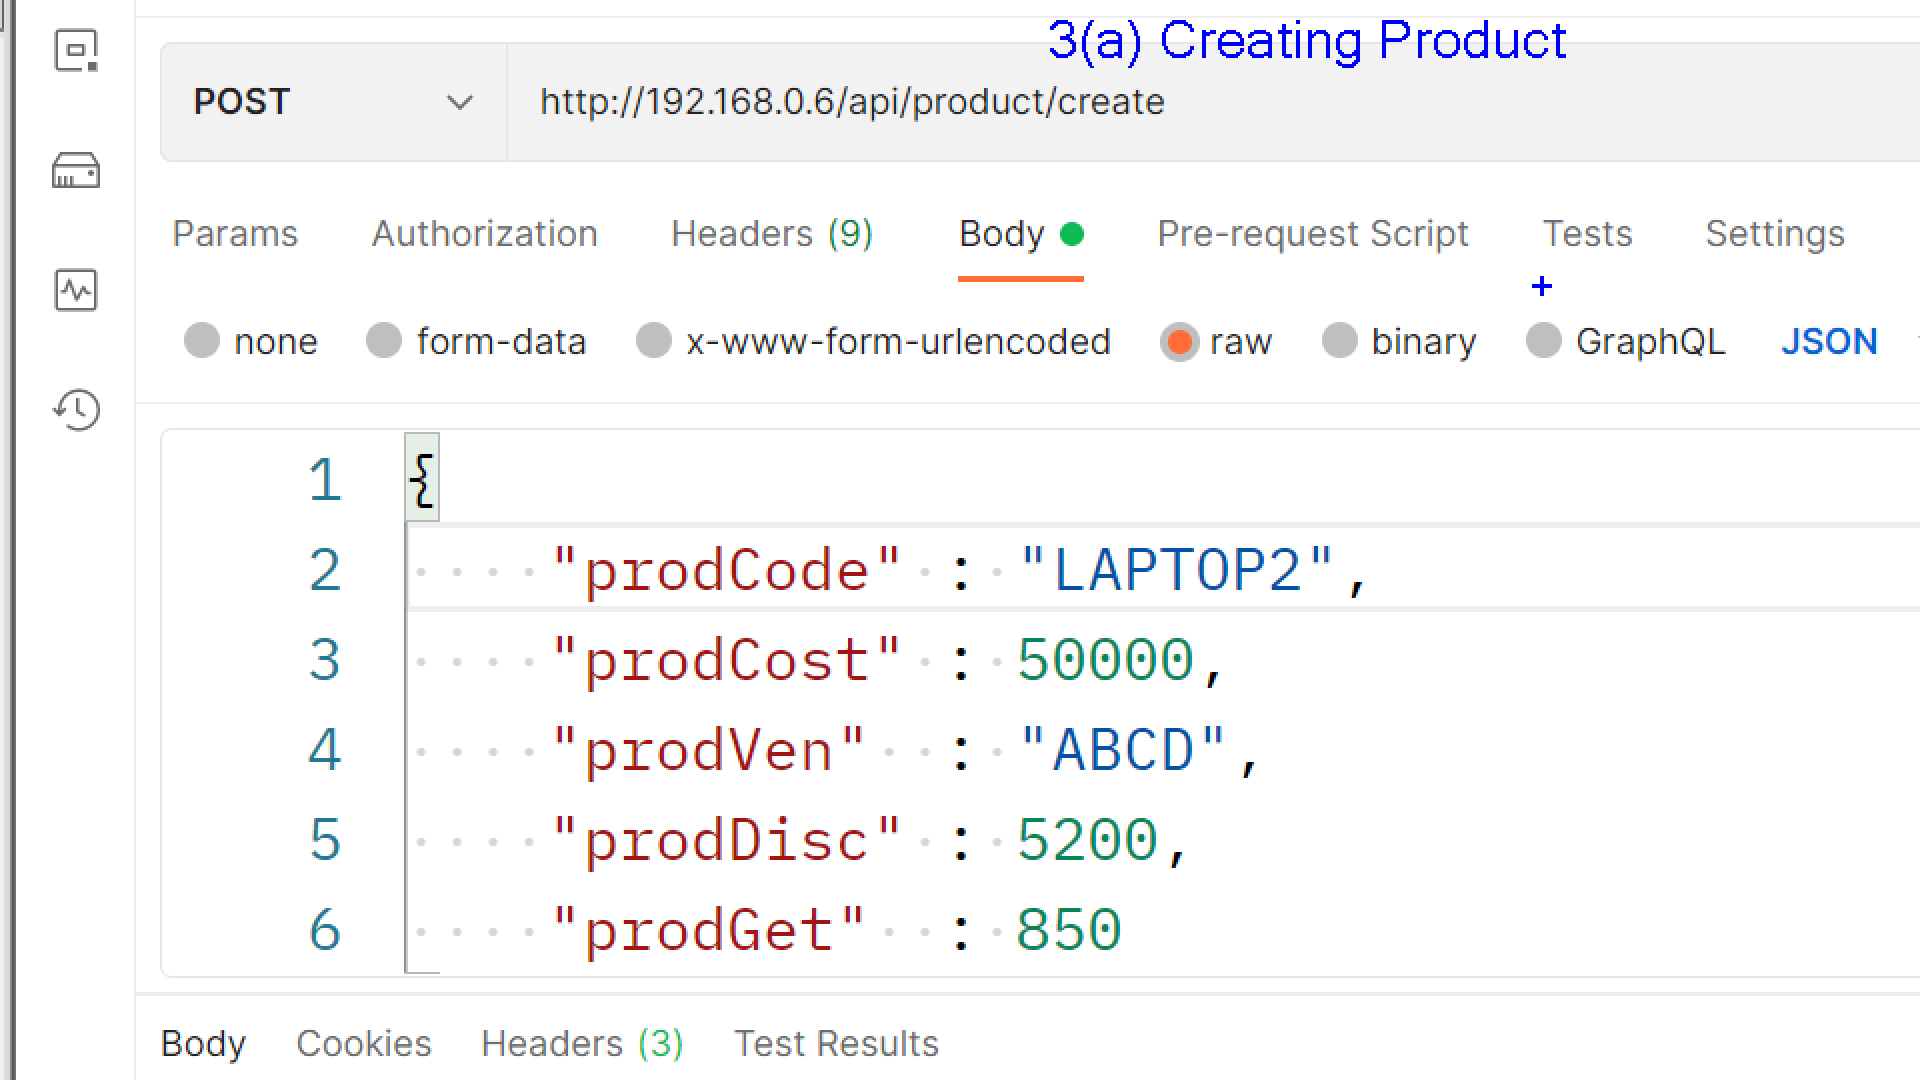 3(a) Creating Product
POST http://192.168.0.6/api/product/create
Params Authorization Headers (9) Body Pre-request Script Tests Settings
+
none form-data x-www-form-urlencoded raw binary GraphQL JSON
1 {
2 "prodCode" : "LAPTOP2",
3 "prodCost" : 50000,
4 "prodVen" : "ABCD",
5 "prodDisc" : 5200,
6 "prodGet" : 850
Body Cookies Headers (3) Test Results